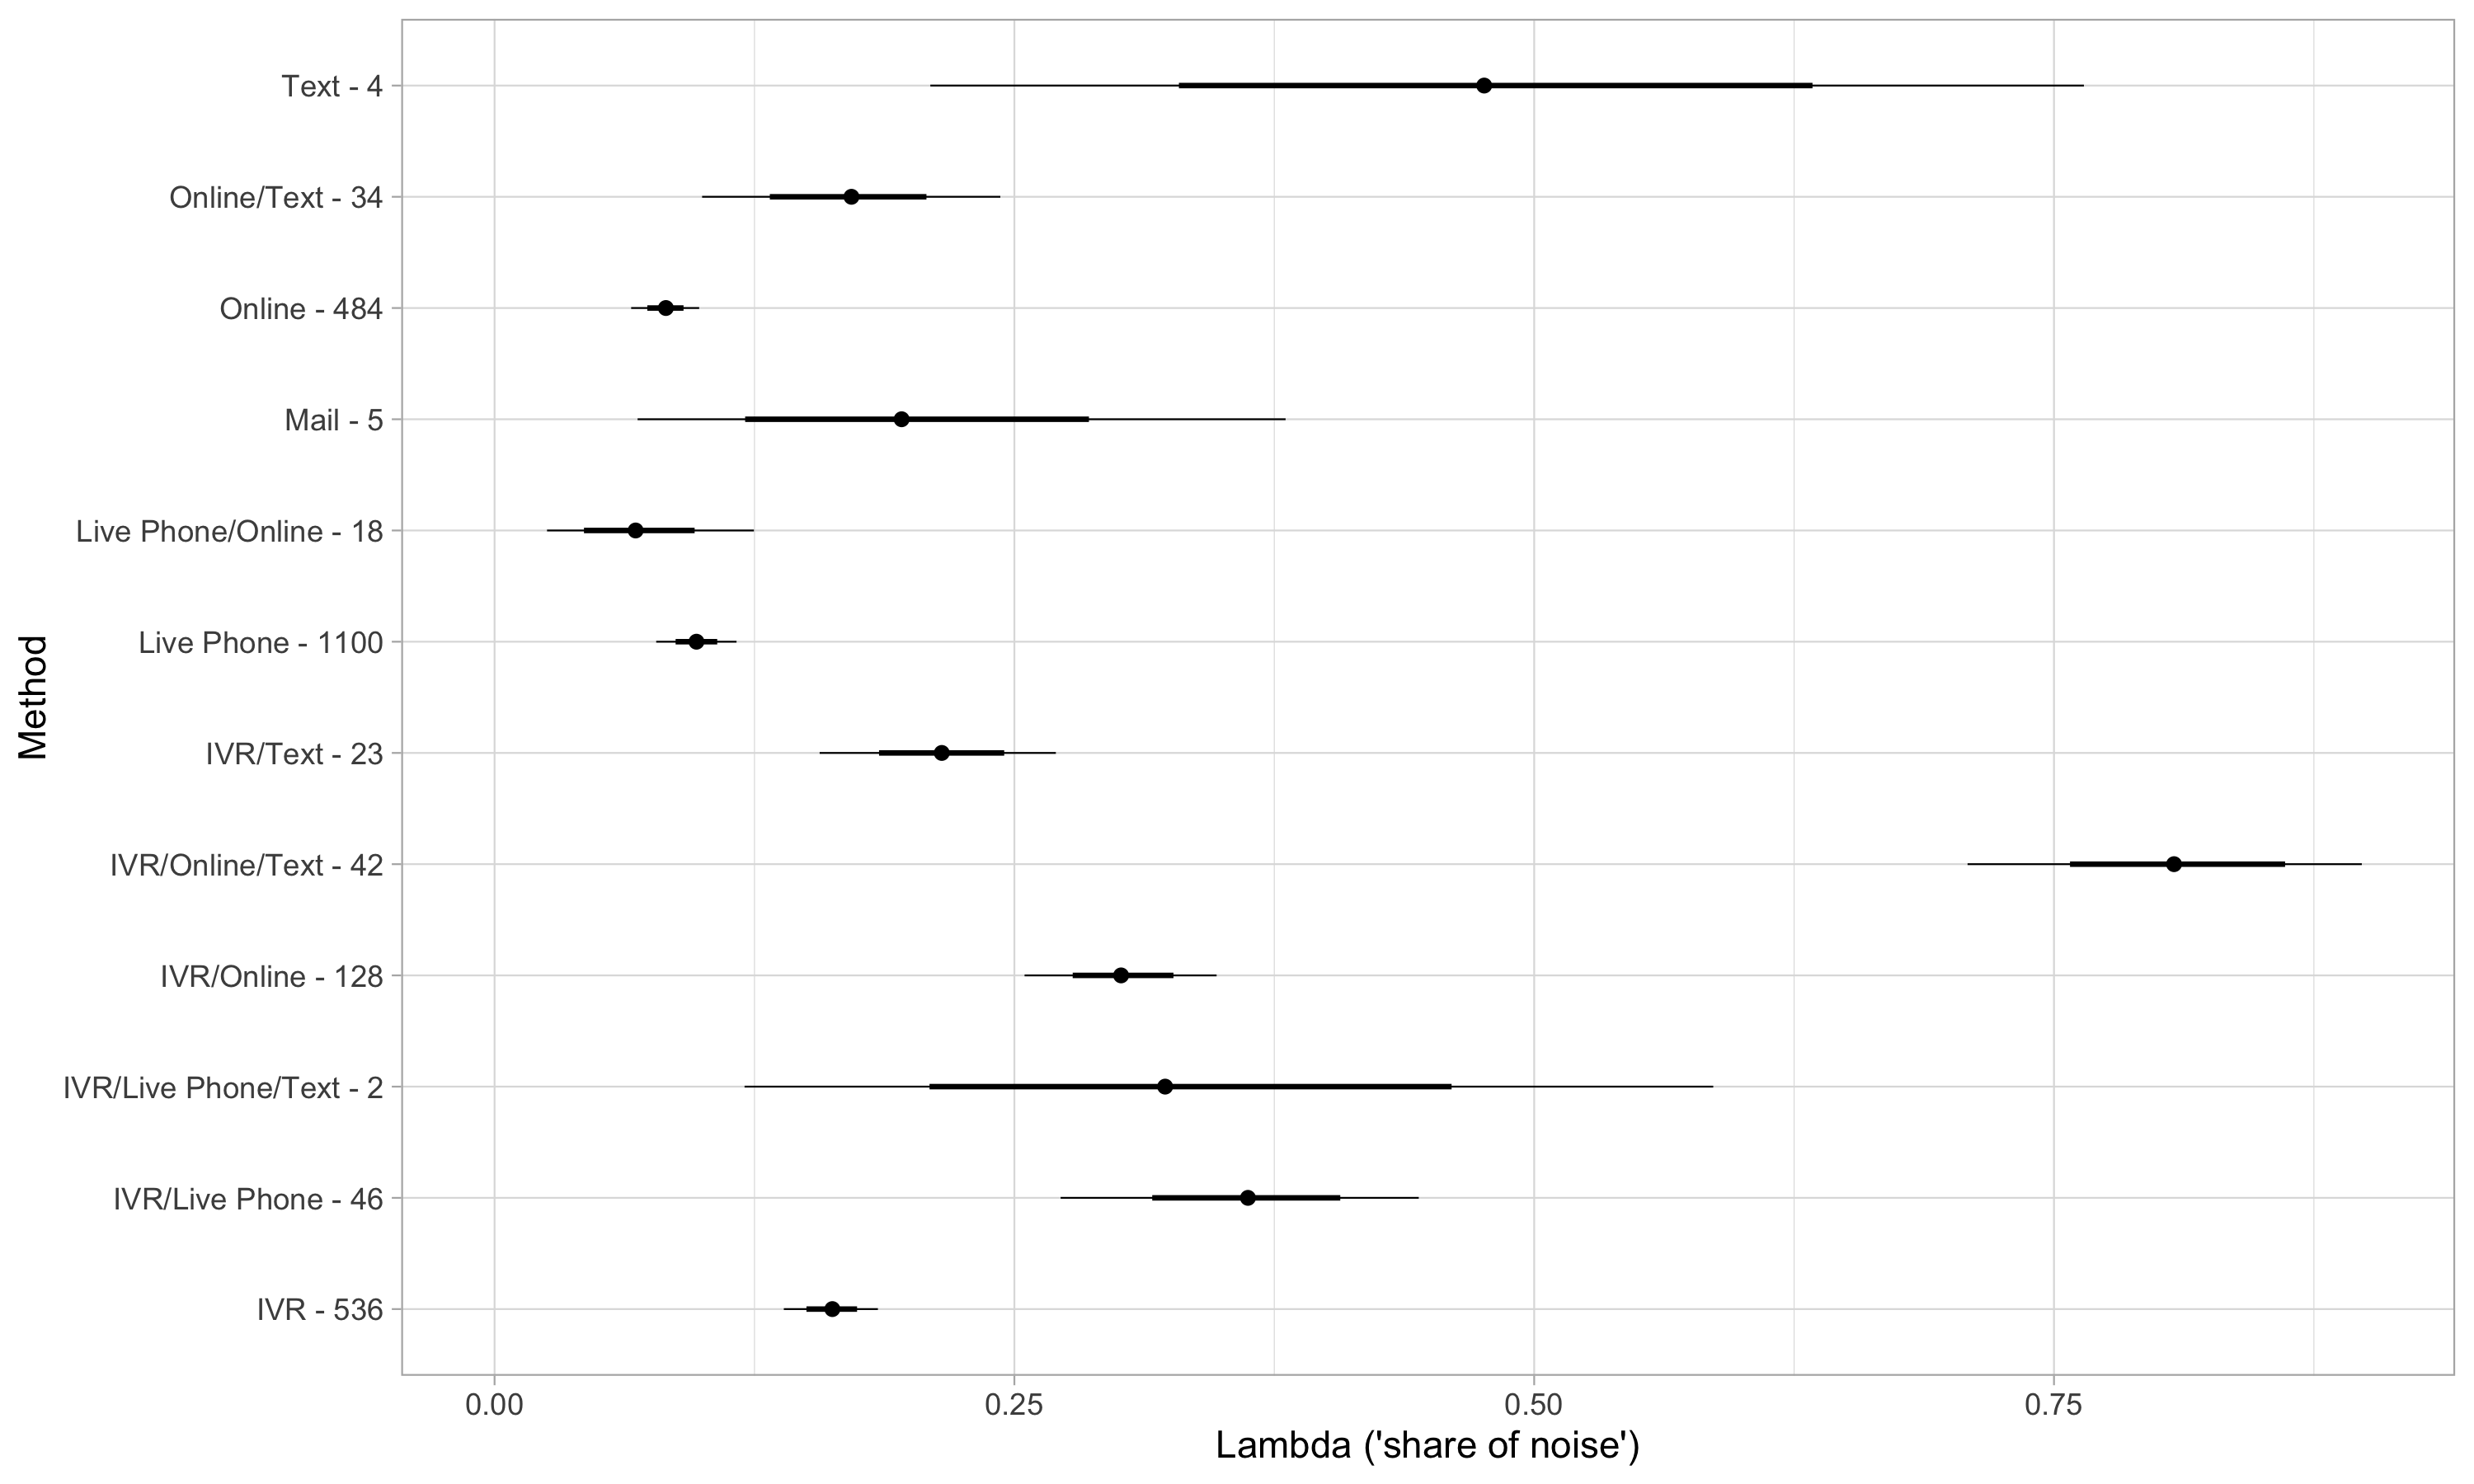 Text - 4
Online/Text - 34
Online - 484
Mail - 5
Live Phone/Online - 18
Live Phone - 1100
IVR/Text - 23
IVR/Online/Text - 42
IVR/Online - 128
IVR/Live Phone/Text - 2
IVR/Live Phone - 46
IVR - 536
Method
0.00
0.25
0.50
0.75
Lambda ('share of noise')